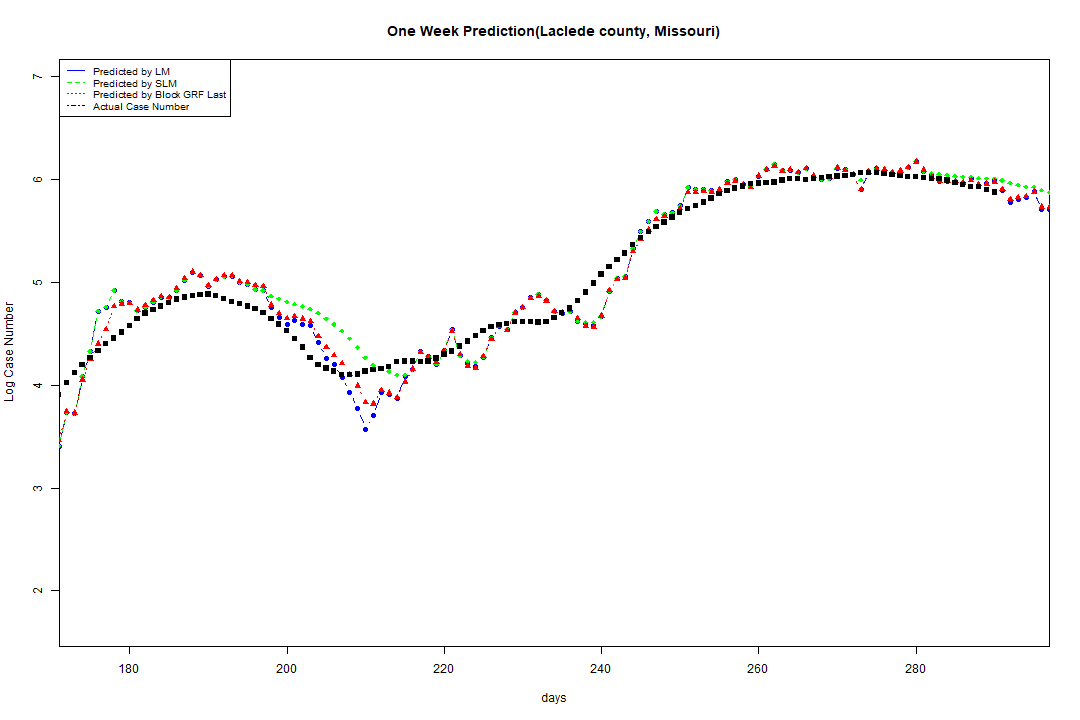 One Week Prediction(Laclede county, Missouri)
Predicted by LM
Predicted by SLM
Predicted by Block GRF Last
Actual Case Number
7
6
5
4
3
2
Log Case Number
180 200 220 240 260 280
days